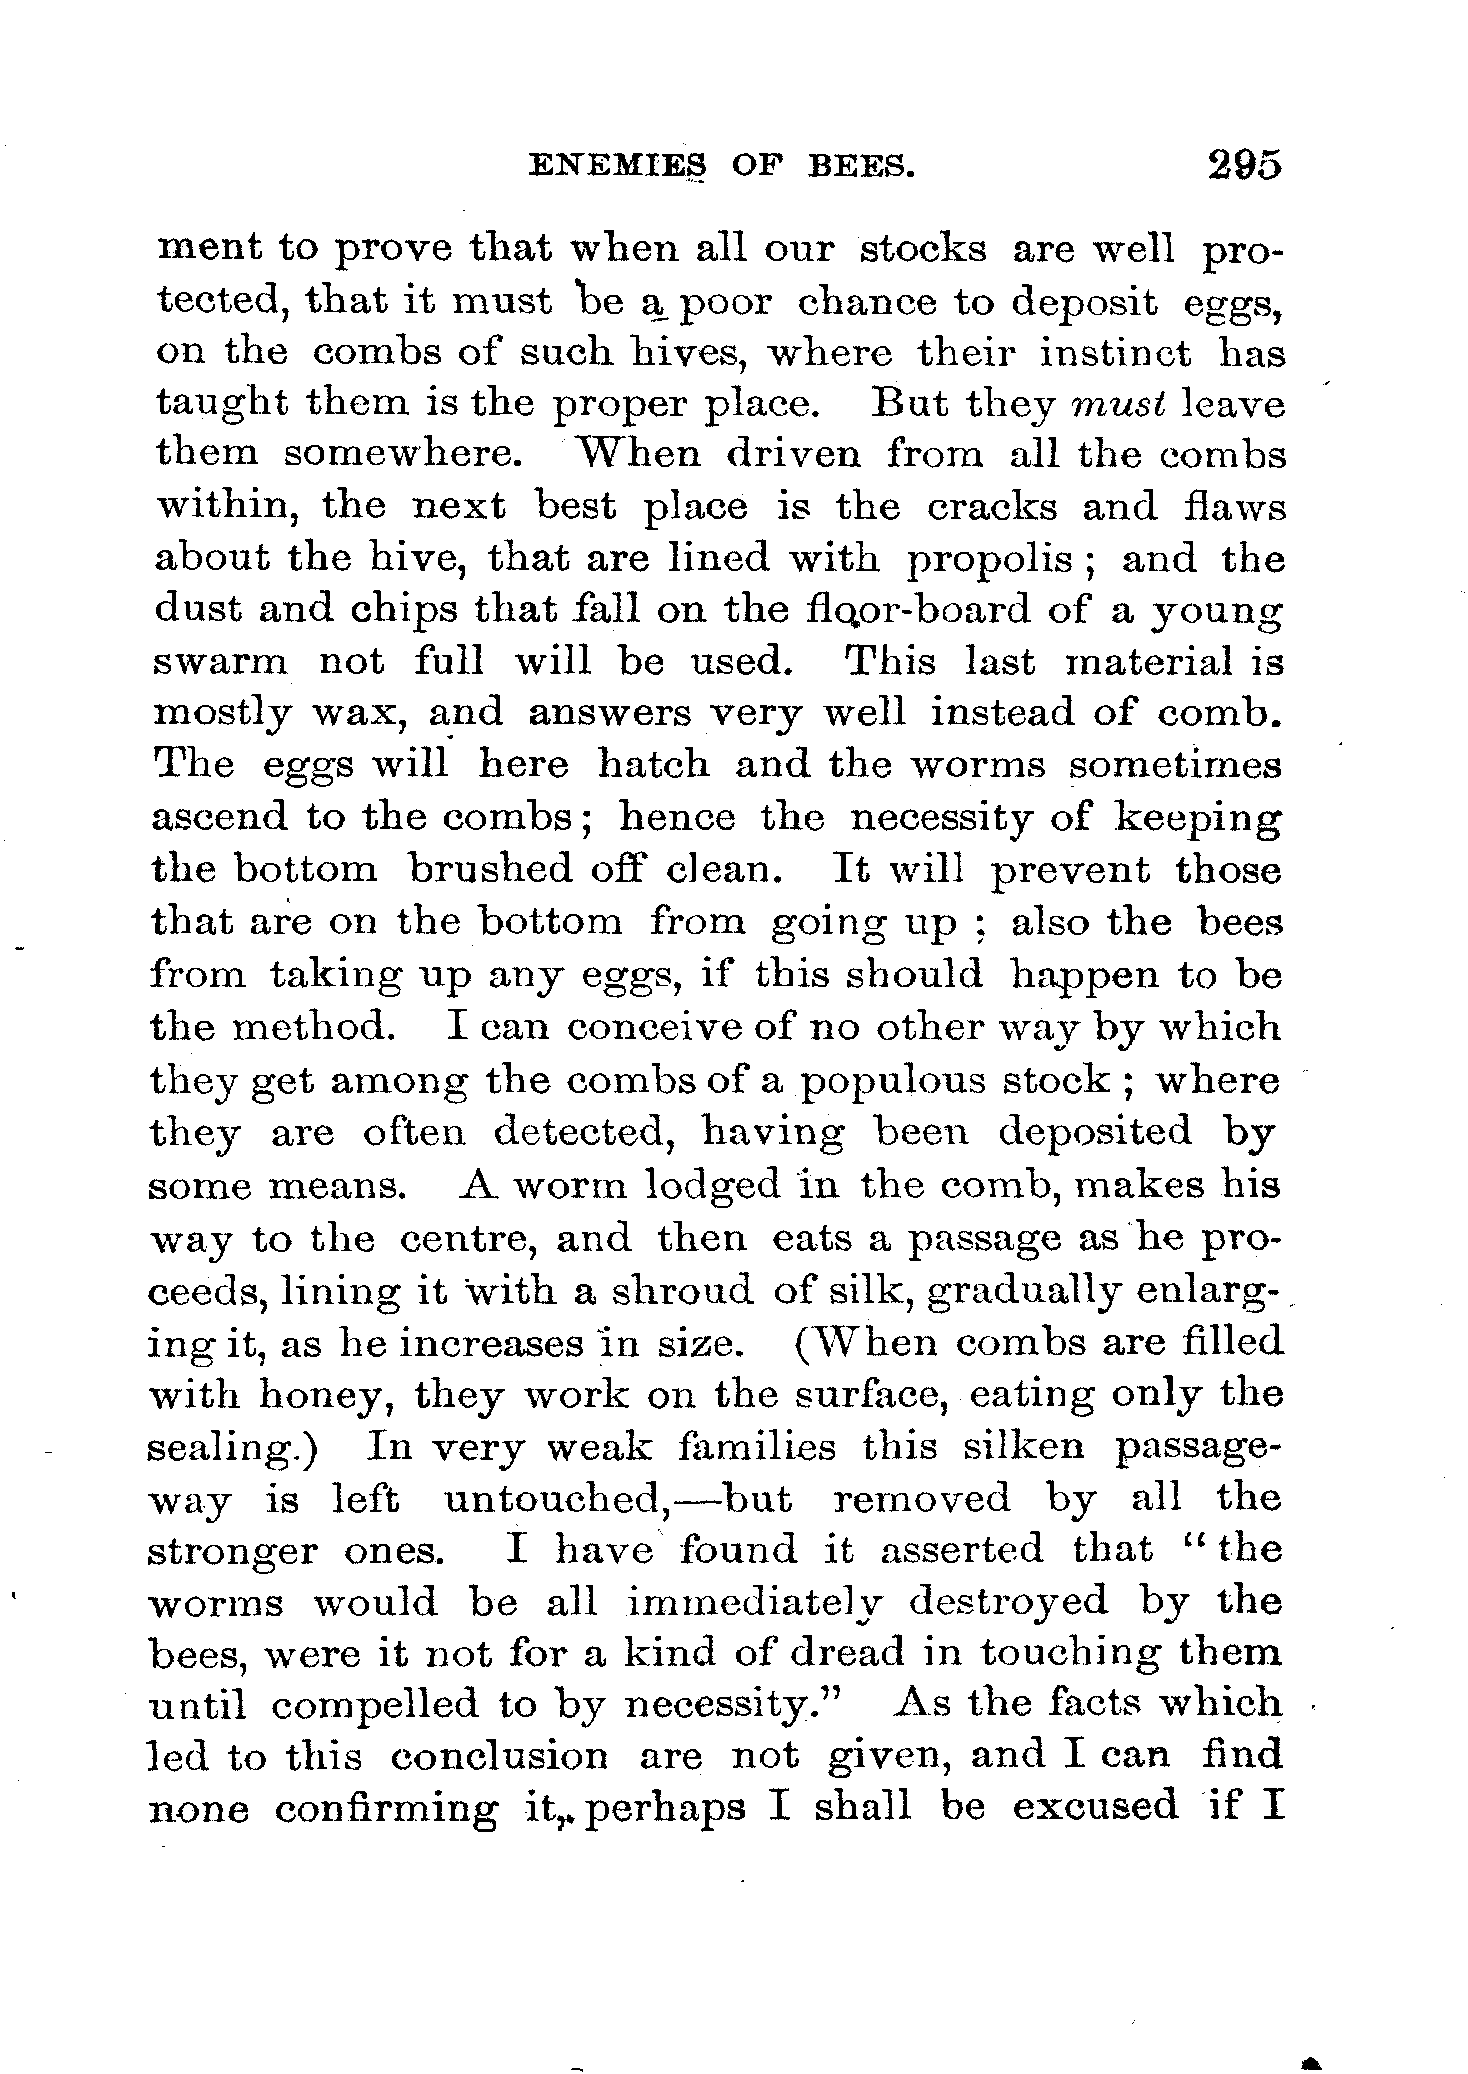 ENEMIES OF BEES. 295
ment to prove that when all our stocks are well pro-
tected, that it must be a poor chance to deposit eggs,
on the combs of such hives, where their instinct has
taught them is the proper place. But they must leave
them somewhere. When driven from all the combs
within, the next best place is the cracks and flaws
about the hive, that are lined with propolis ; and the
dust and chips that fall on the floor-board of a young
swarm not full will be used. This last material is
mostly wax, and answers very well instead of comb.
The eggs will here hatch and the worms sometimes
ascend to the combs; hence the necessity of keeping
the bottom brushed off clean. It will prevent those
that are on the bottom from going up ; also the bees
from taking up any eggs, if this should happen to be
the method. I can conceive of no other way by which
they get among the combs of a populous stock ; where
they are often detected, having been deposited by
some means. A worm lodged in the comb, makes his
way to the centre, and then eats a passage as he pro-
ceeds, lining it with a shroud of silk, gradually enlarg-
ing it, as he increases in size. (When combs are filled
with honey, they work on the surface, eating only the
sealing.) In very weak families this silken passage-
way is left untouched,—but removed by all the
stronger ones. I have found it asserted that “ the
worms would be all immediately destroyed by the
bees, were it not for a kind of dread in touching them
until compelled to by necessity.” As the facts which
led to this conclusion are not given, and I can find
none confirming it, perhaps I shall be excused if I